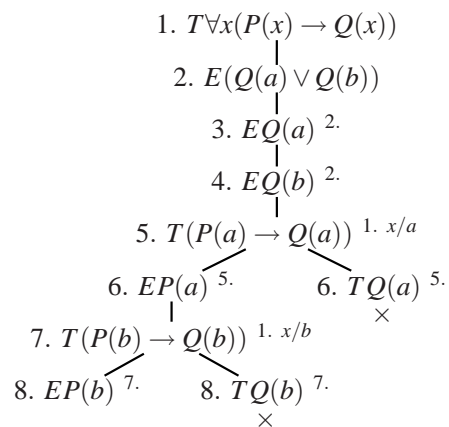 1. T∀x(P(x) → Q(x))
2. E(Q(a) ∨ Q(b))
3. EQ(a) 2.
4. EQ(b) 2.
5. T(P(a) → Q(a)) 1. x/a
6. EP(a) 5. 6. TQ(a) 5.
×
7. T(P(b) → Q(b)) 1. x/b
8. EP(b) 7. 8. TQ(b) 7.
×